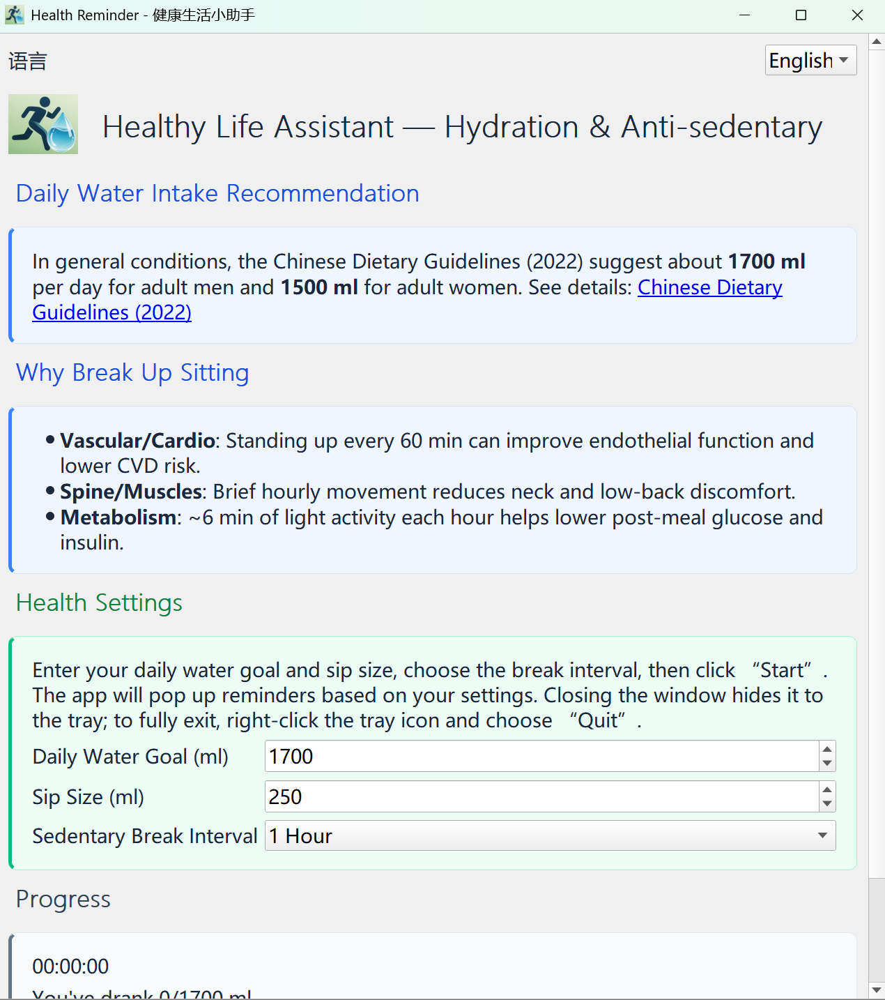 Health Reminder - 健康生活小助手
语言
English
Healthy Life Assistant — Hydration & Anti-sedentary
Daily Water Intake Recommendation
In general conditions, the Chinese Dietary Guidelines (2022) suggest about 1700 ml
per day for adult men and 1500 ml for adult women. See details: Chinese Dietary
Guidelines (2022)
Why Break Up Sitting
• Vascular/Cardio: Standing up every 60 min can improve endothelial function and
lower CVD risk.
• Spine/Muscles: Brief hourly movement reduces neck and low-back discomfort.
• Metabolism: ~6 min of light activity each hour helps lower post-meal glucose and
insulin.
Health Settings
Enter your daily water goal and sip size, choose the break interval, then click “Start”.
The app will pop up reminders based on your settings. Closing the window hides it to
the tray; to fully exit, right-click the tray icon and choose “Quit”.
Daily Water Goal (ml) 1700
Sip Size (ml) 250
Sedentary Break Interval 1 Hour
Progress
00:00:00
You've drank 0/1700 ml